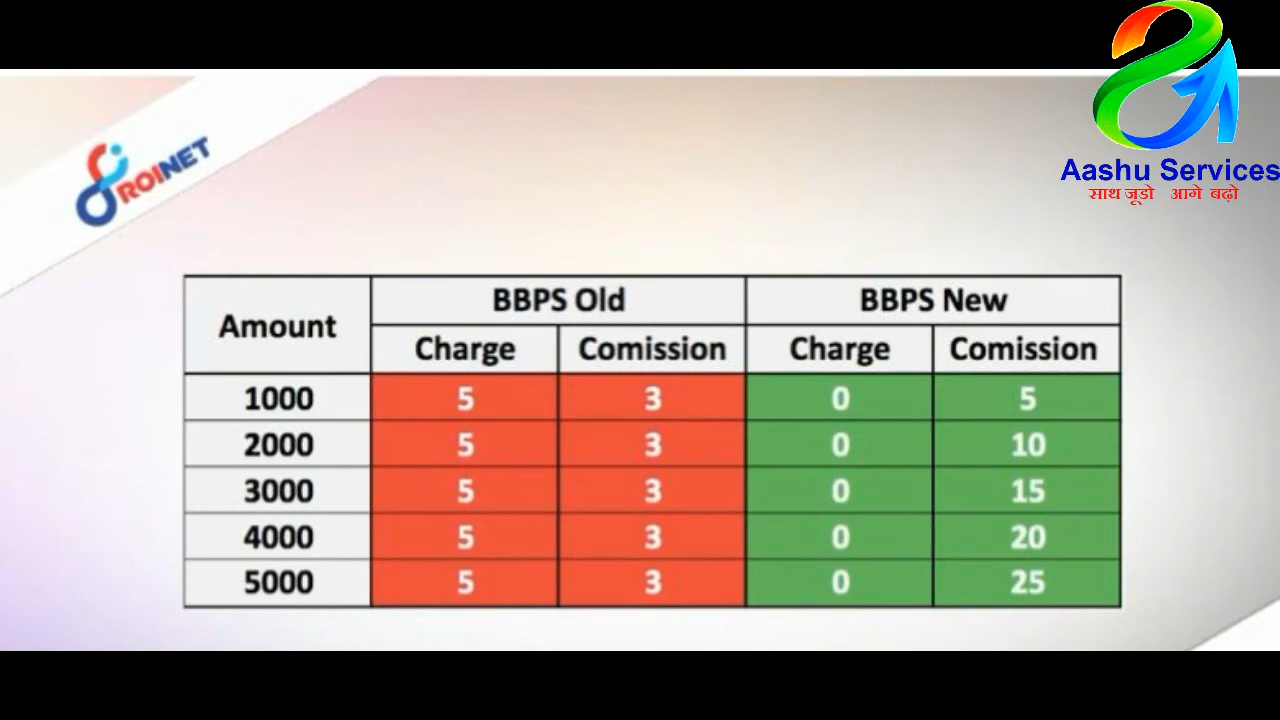 ROINET
Aashu Services
साथ जूडो आगे बढ़ो
Amount BBPS Old BBPS New
Charge Comission Charge Comission
1000 5 3 0 5
2000 5 3 0 10
3000 5 3 0 15
4000 5 3 0 20
5000 5 3 0 25